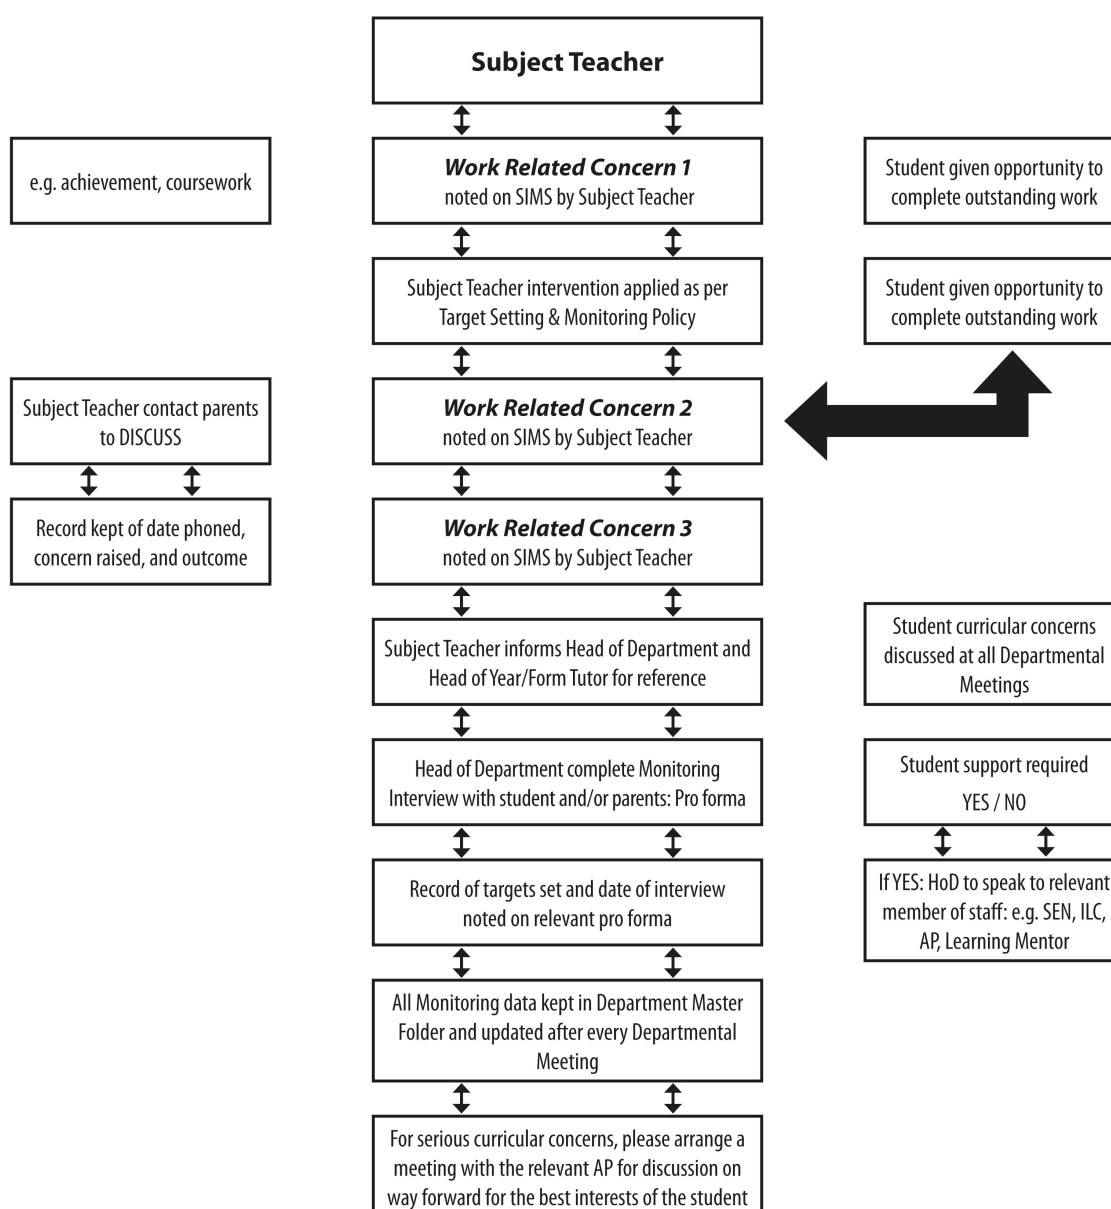 Subject Teacher
e.g. achievement, coursework
Work Related Concern 1
noted on SIMS by Subject Teacher
Student given opportunity to
complete outstanding work
Subject Teacher intervention applied as per
Target Setting & Monitoring Policy
Student given opportunity to
complete outstanding work
Subject Teacher contact parents
to DISCUSS
Work Related Concern 2
noted on SIMS by Subject Teacher
Record kept of date phoned,
concern raised, and outcome
Work Related Concern 3
noted on SIMS by Subject Teacher
Subject Teacher informs Head of Department and
Head of Year/Form Tutor for reference
Student curricular concerns
discussed at all Departmental
Meetings
Head of Department complete Monitoring
Interview with student and/or parents: Pro forma
Student support required
YES / NO
Record of targets set and date of interview
noted on relevant pro forma
If YES: HoD to speak to relevant
member of staff: e.g. SEN, ILC,
AP, Learning Mentor
All Monitoring data kept in Department Master
Folder and updated after every Departmental
Meeting
For serious curricular concerns, please arrange a
meeting with the relevant AP for discussion on
way forward for the best interests of the student